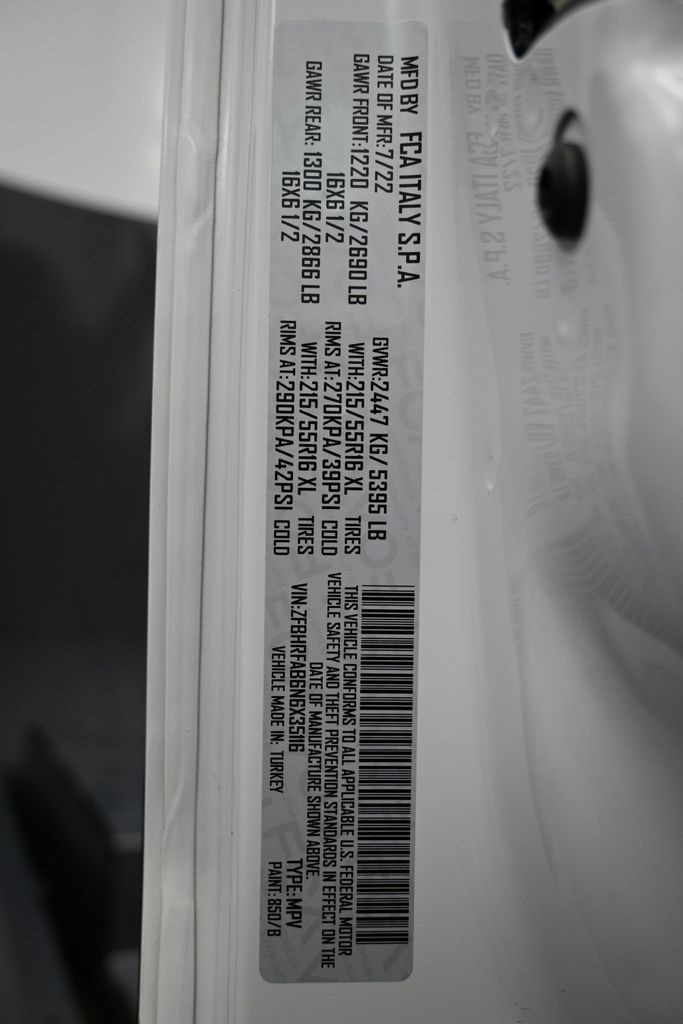 MFD BY FCA ITALY S.P.A.
DATE OF MFR:7/22 GVWR:2447 KG/ 5395 LB
GAWR FRONT:1220 KG/2690 LB WITH:215/55R16 XL TIRES
16X6 1/2 RIMS AT:270KPA/39PSI COLD
GAWR REAR: 1300 KG/2866 LB WITH:215/55R16 XL TIRES
16X6 1/2 RIMS AT:290KPA/42PSI COLD
THIS VEHICLE CONFORMS TO ALL APPLICABLE U.S. FEDERAL MOTOR
VEHICLE SAFETY AND THEFT PREVENTION STANDARDS IN EFFECT ON THE
DATE OF MANUFACTURE SHOWN ABOVE.
VIN:ZFBHRFAB6N6X35116 TYPE:MPV
VEHICLE MADE IN: TURKEY PAINT:850/B